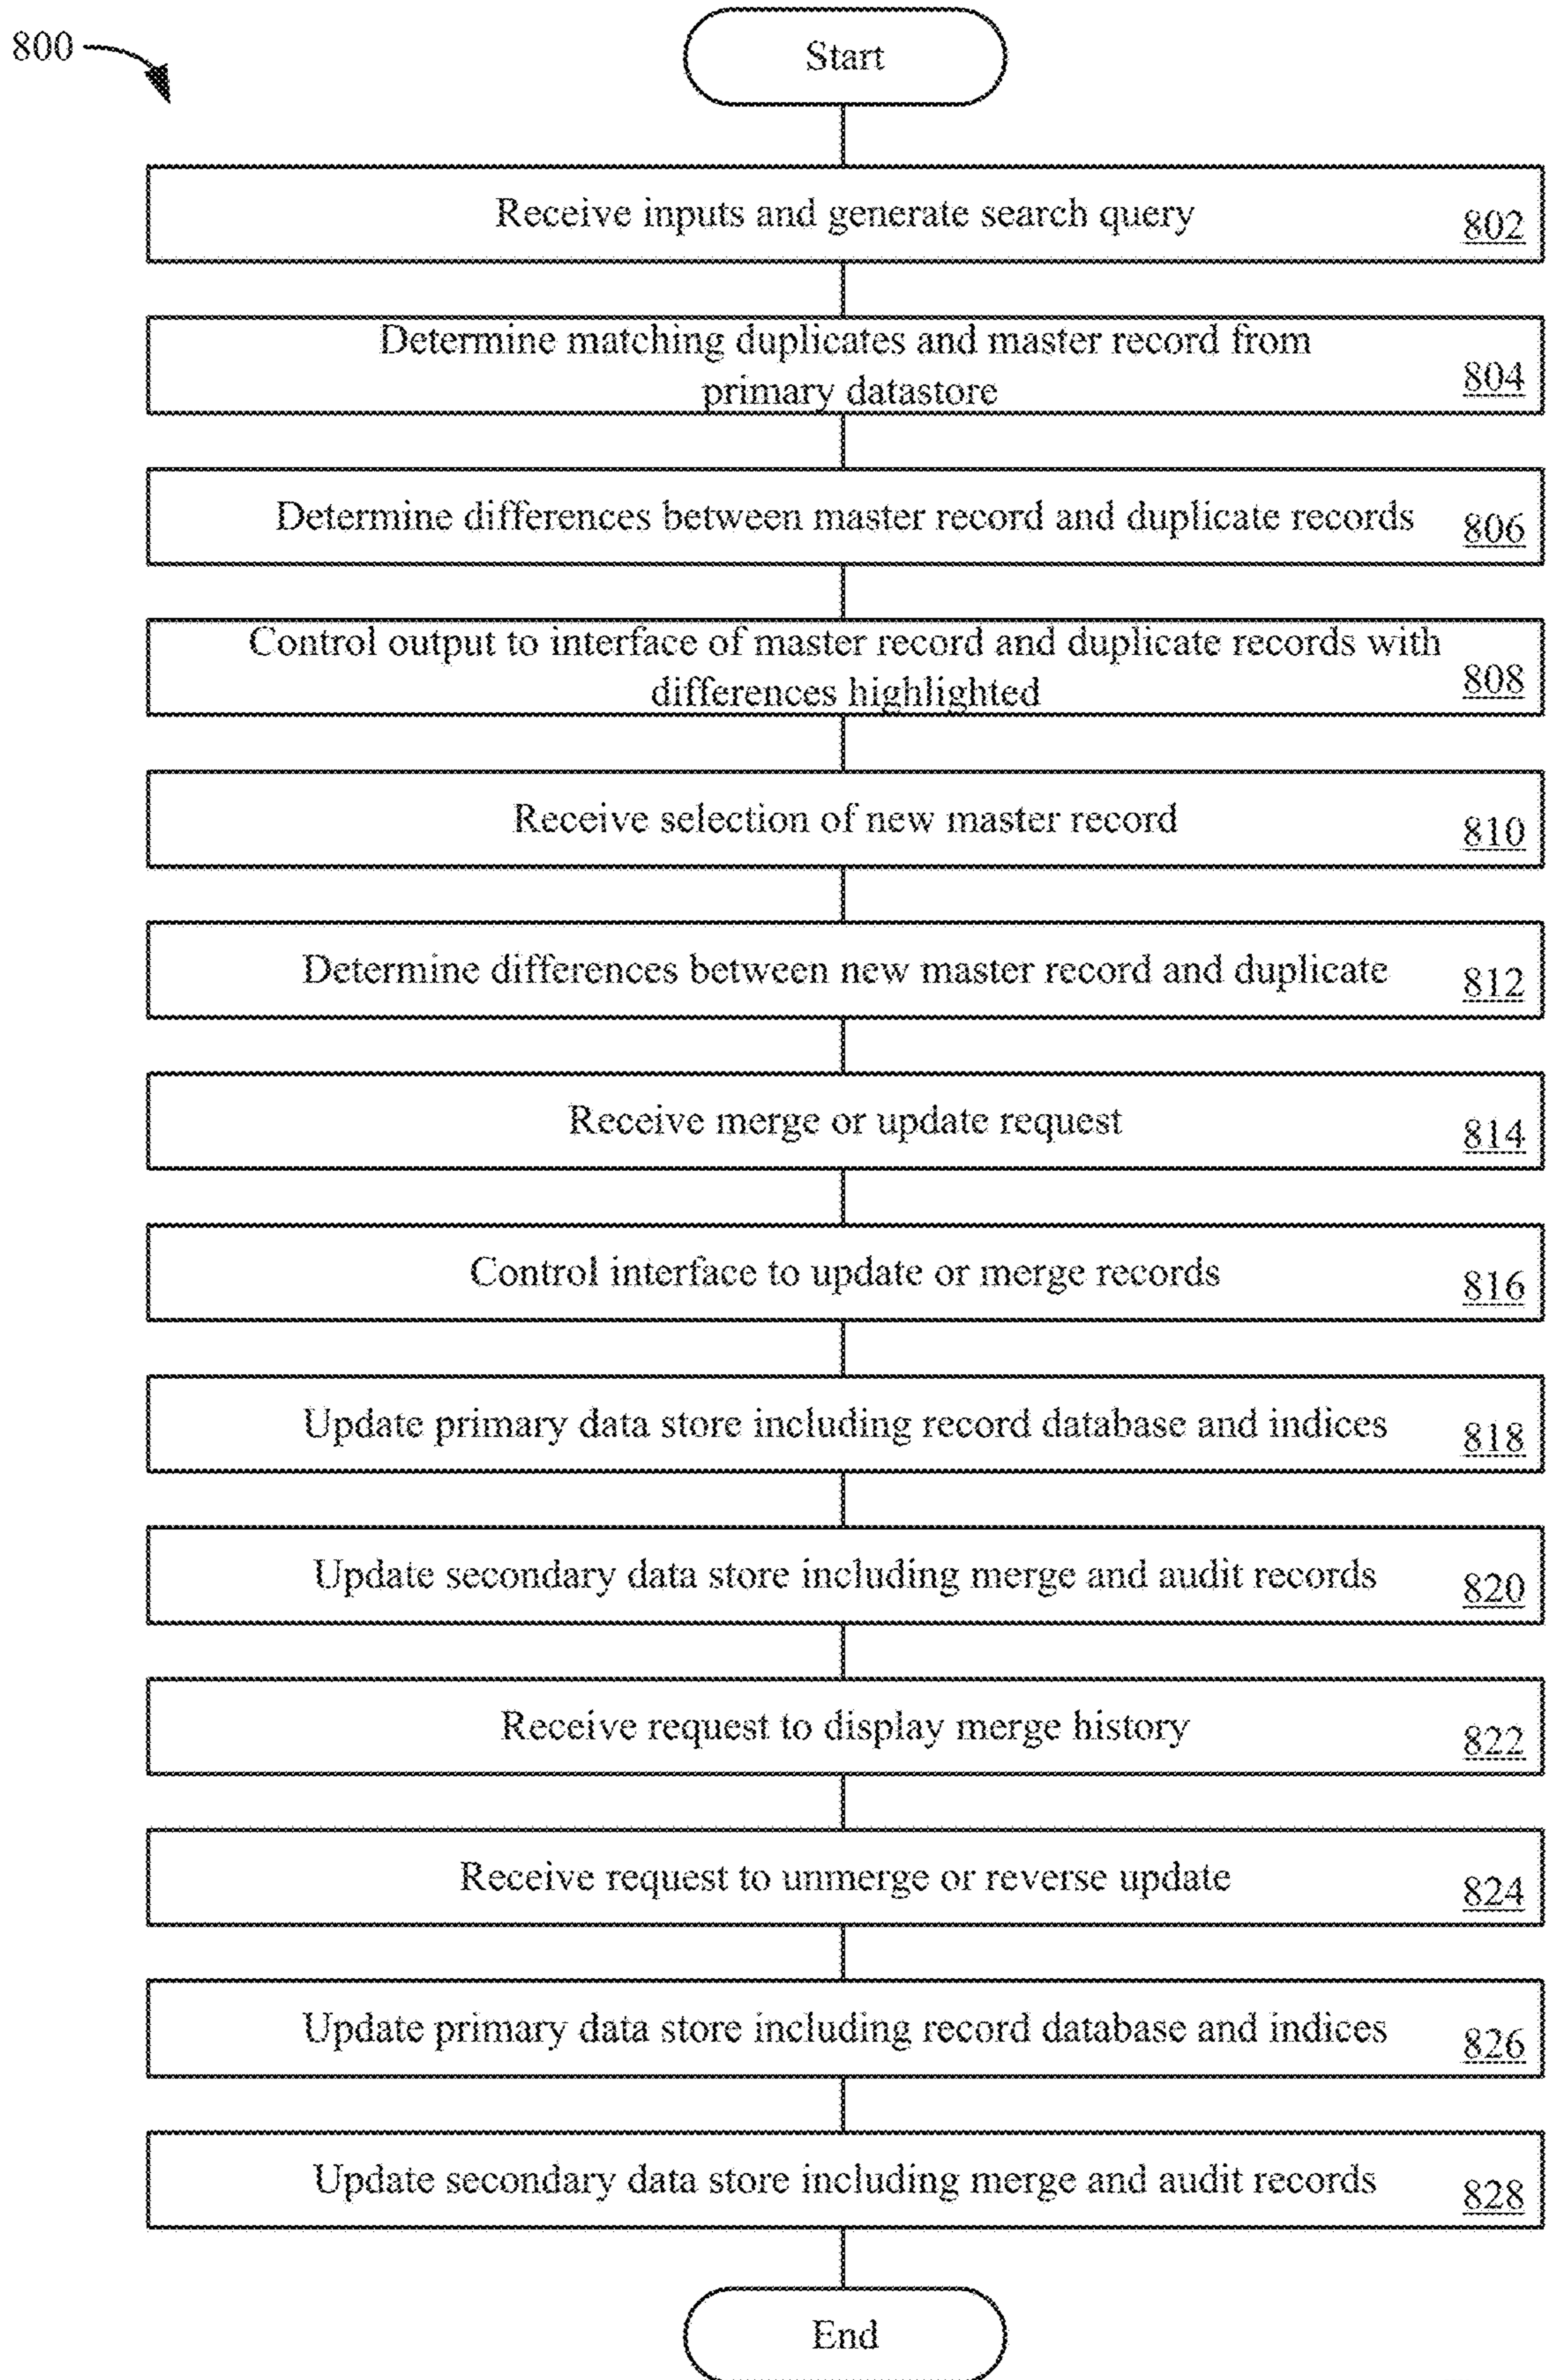 800
Start
Receive inputs and generate search query
802
Determine matching duplicates and master record from
primary datastore
804
Determine differences between master record and duplicate records
806
Control output to interface of master record and duplicate records with
differences highlighted
808
Receive selection of new master record
810
Determine differences between new master record and duplicate
812
Receive merge or update request
814
Control interface to update or merge records
816
Update primary data store including record database and indices
818
Update secondary data store including merge and audit records
820
Receive request to display merge history
822
Receive request to unmerge or reverse update
824
Update primary data store including record database and indices
826
Update secondary data store including merge and audit records
828
End